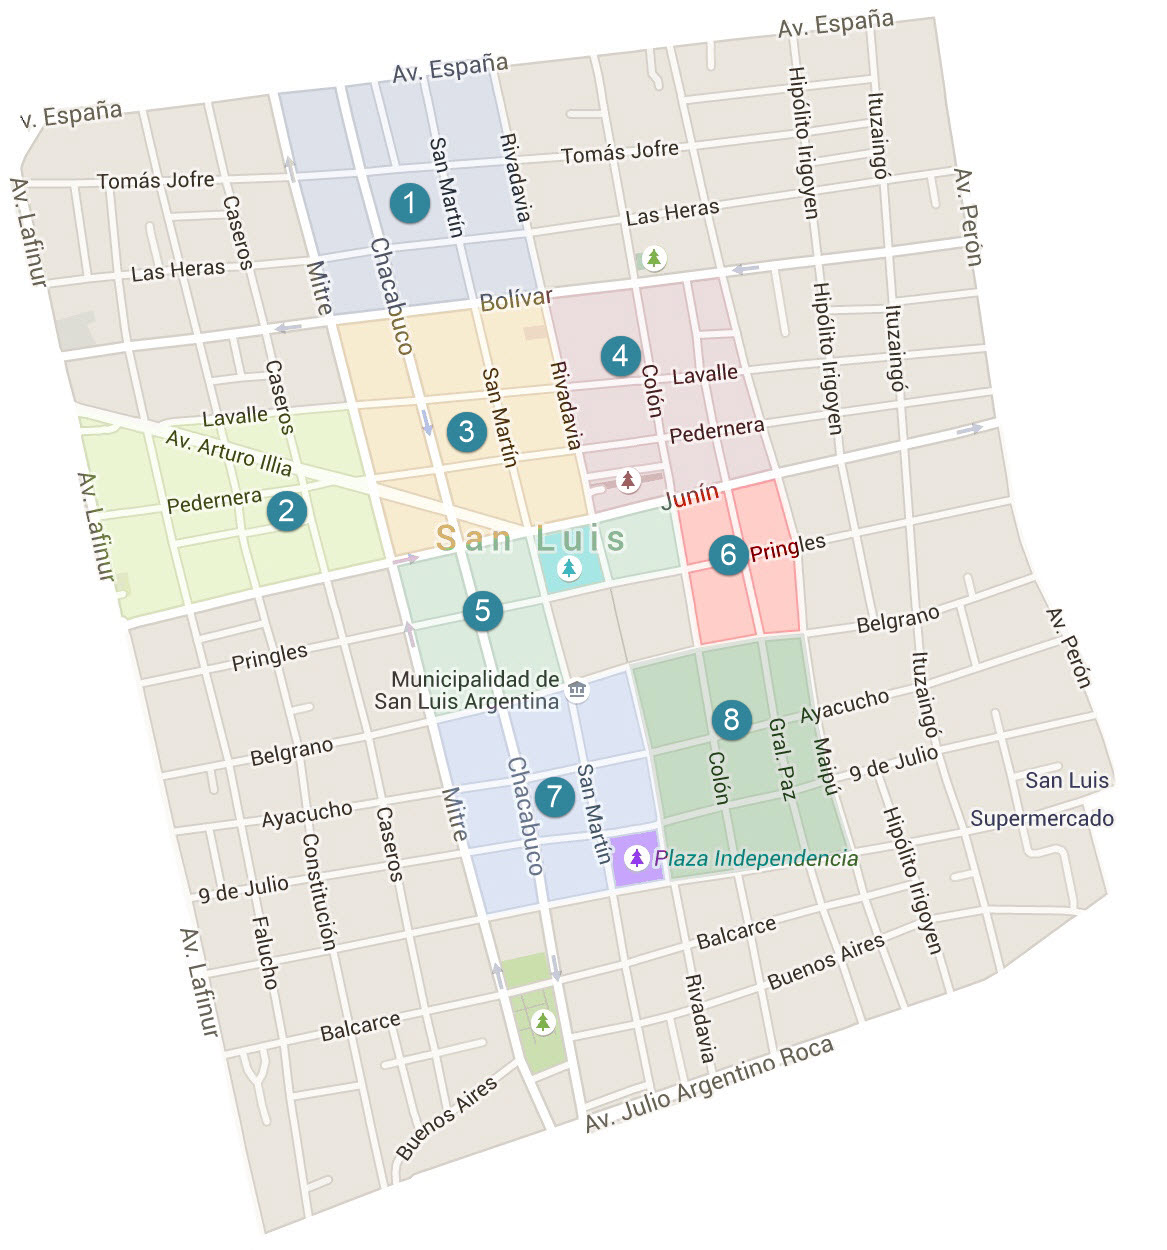 Av. España
Av. España
v. España
Hipólito Irigoyen
Ituzaingó
San Martín
Rivadavia
Tomás Jofre
Tomás Jofre
Av. Lafinur
Caseros
1
Las Heras
Av. Perón
Chacabuco
Las Heras
Mitre
Bolívar
Hipólito Irigoyen
Ituzaingó
4
Caseros
San Martín
Rivadavia
Colón
Lavalle
Lavalle
3
Pedernera
Av. Arturo Illia
Av. Lafinur
Pedernera
2
Junín
San Luis
6
Pringles
5
Belgrano
Av. Perón
Pringles
Municipalidad de
San Luis Argentina
Ituzaingó
Ayacucho
8
Belgrano
Colón
Gral. Paz
Maipú
9 de Julio
San Luis
Supermercado
Chacabuco
7
San Martín
Mitre
Ayacucho
Caseros
Hipólito Irigoyen
Constitución
Plaza Independencia
9 de Julio
Falucho
Av. Lafinur
Balcarce
Buenos Aires
Rivadavia
Balcarce
Av. Julio Argentino Roca
Buenos Aires